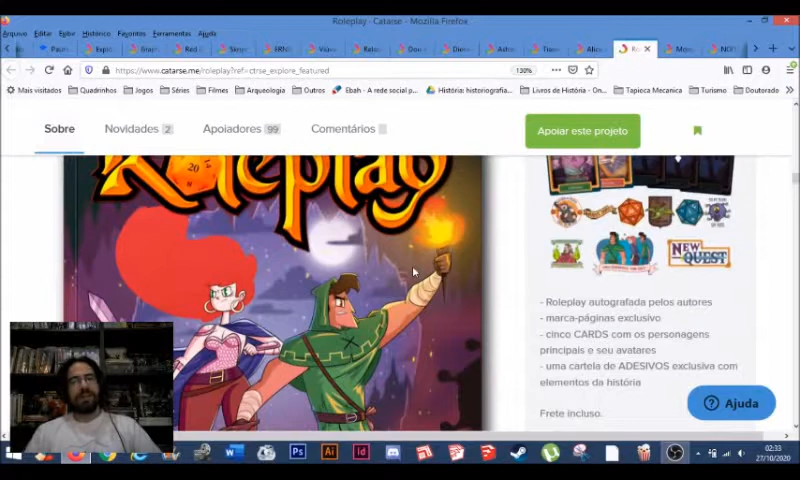 Roleplay - Catarse - Mozilla Firefox
Arquivo Editar Exibir Histórico Favoritos Ferramentas Ajuda
https://www.catarse.me/roleplay?ref=ctrse_explore_featured
130%
Mais visitados Quadrinhos Jogos Séries Filmes Arqueologia Outros Ebah - A rede social p... História: historiografia... Livros de História - On... Tapioca Mecanica Turismo Doutorado
Sobre Novidades 2 Apoiadores 99 Comentários Apoiar este projeto
Roleplay
20
NEW QUEST
- Roleplay autografada pelos autores
- marca-páginas exclusivo
- cinco CARDS com os personagens
principais e seu avatares
- uma cartela de ADESIVOS exclusiva com
elementos da história
Frete incluso.
Ajuda
02:33
27/10/2020